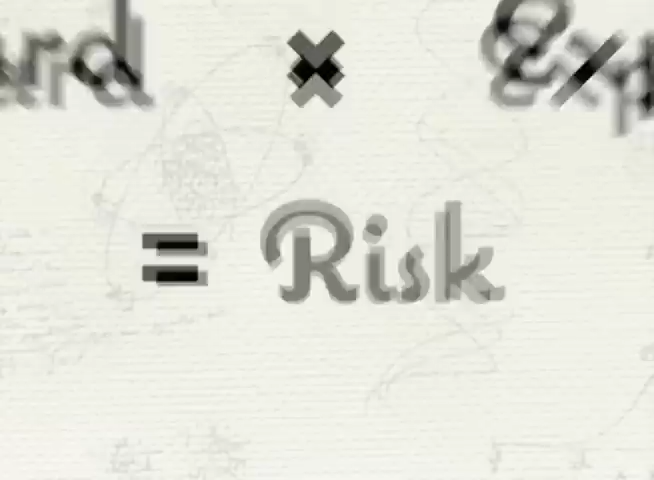 ard × Exp
= Risk